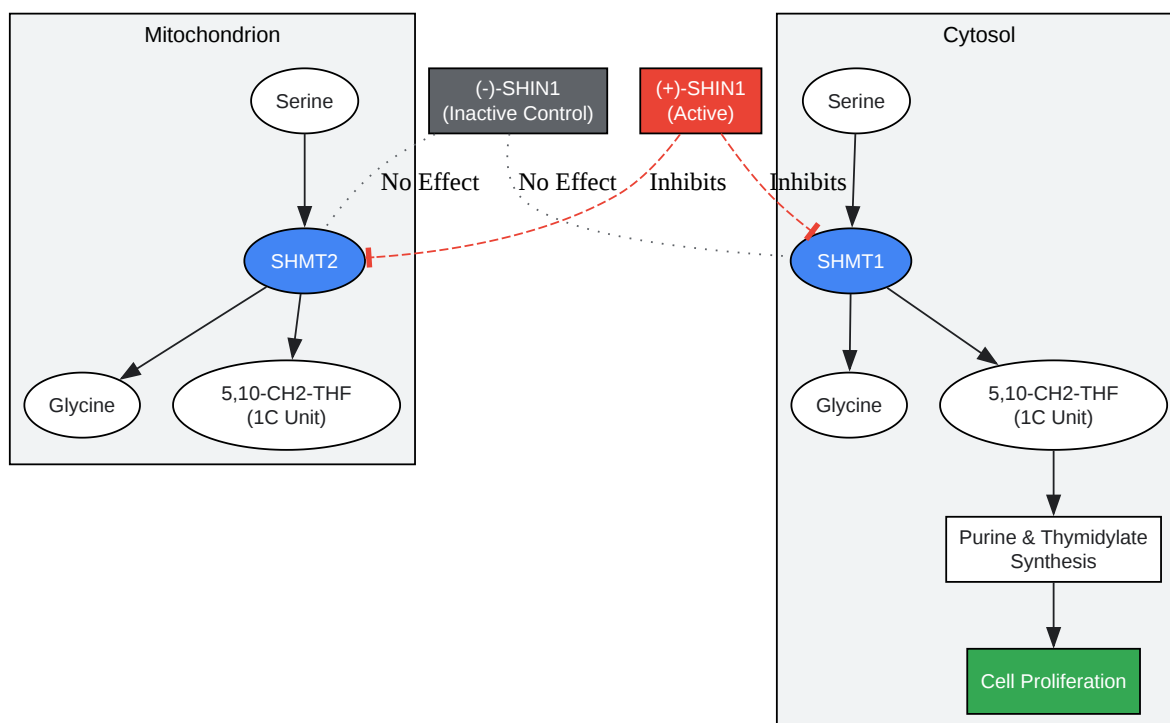 Mitochondrion
Cytosol
Serine
(-)-SHIN1
(Inactive Control)
(+)-SHIN1
(Active)
Serine
No Effect
No Effect
Inhibits
Inhibits
SHMT2
SHMT1
Glycine
5,10-CH2-THF
(1C Unit)
Glycine
5,10-CH2-THF
(1C Unit)
Purine & Thymidylate
Synthesis
Cell Proliferation